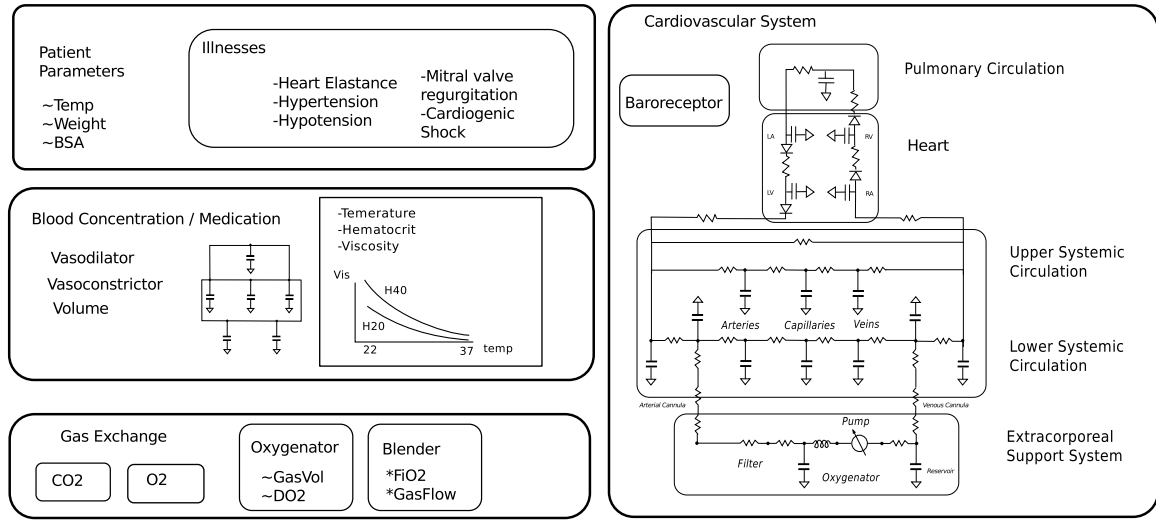 Patient
Parameters
~Temp
~Weight
~BSA
Illnesses
-Heart Elastance
-Hypertension
-Hypotension
-Mitral valve
regurgitation
-Cardiogenic
Shock
Blood Concentration / Medication
Vasodilator
Vasoconstrictor
Volume
-Temerature
-Hematocrit
-Viscosity
Vis
H40
H20
22
37
temp
Gas Exchange
CO2
O2
Oxygenator
~GasVol
~DO2
Blender
*FiO2
*GasFlow
Cardiovascular System
Baroreceptor
Pulmonary Circulation
LA
RV
Heart
LV
RA
Upper Systemic
Circulation
Arteries
Capillaries
Veins
Lower Systemic
Circulation
Arterial Cannula
Venous Cannula
Pump
Extracorporeal
Support System
Filter
Oxygenator
Reservoir